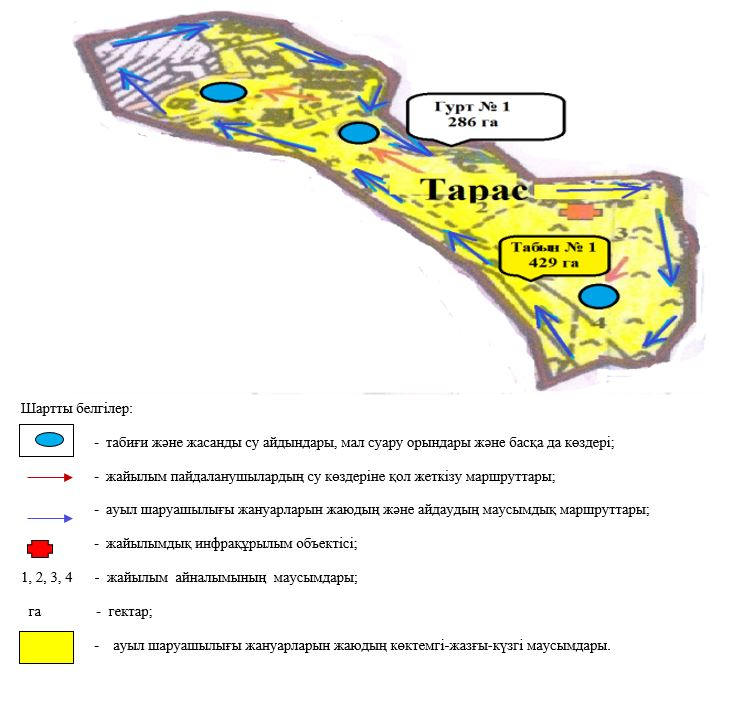 Гурт № 1
286 га
Тарас
2
3
Табын № 1
429 га
4
Шартты белгілер:
- табиғи және жасанды су айдындары, мал суару орындары және басқа да көздері;
- жайылым пайдаланушылардың су көздеріне қол жеткізу маршруттары;
- ауыл шаруашылығы жануарларын жаюдың және айдаудың маусымдық маршруттары;
- жайылымдық инфрақұрылым объектісі;
1, 2, 3, 4 - жайылым айналымының маусымдары;
га - гектар;
- ауыл шаруашылығы жануарларын жаюдың көктемгі-жазғы-күзгі маусымдары.